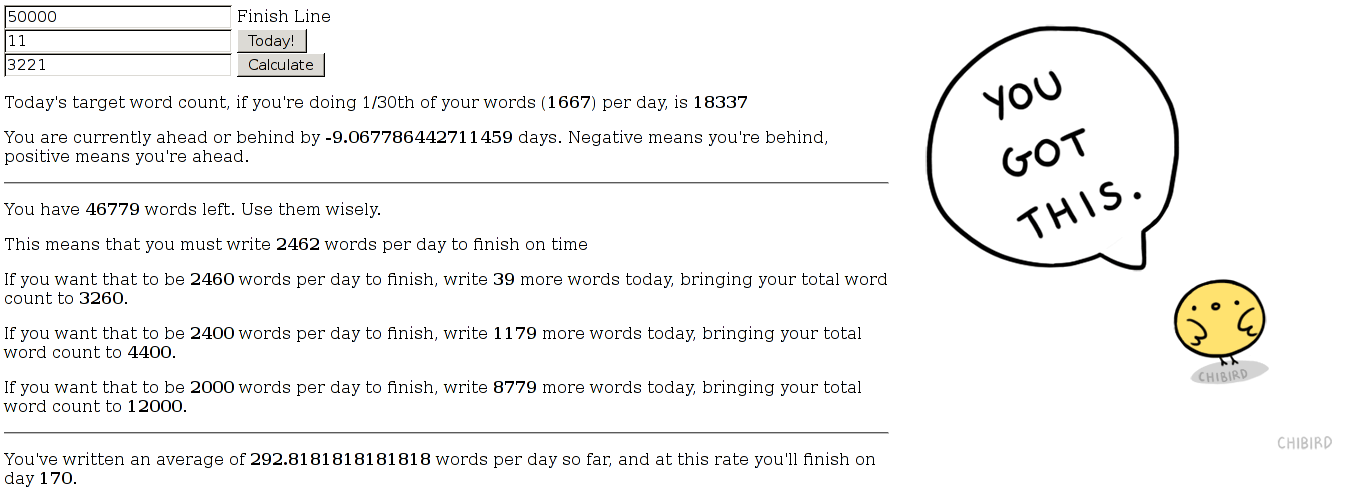 50000 Finish Line
11 Today!
3221 Calculate
Today's target word count, if you're doing 1/30th of your words (1667) per day, is 18337
You are currently ahead or behind by -9.067786442711459 days. Negative means you're behind,
positive means you're ahead.
You have 46779 words left. Use them wisely.
This means that you must write 2462 words per day to finish on time
If you want that to be 2460 words per day to finish, write 39 more words today, bringing your total word
count to 3260.
If you want that to be 2400 words per day to finish, write 1179 more words today, bringing your total
word count to 4400.
If you want that to be 2000 words per day to finish, write 8779 more words today, bringing your total
word count to 12000.
You've written an average of 292.8181818181818 words per day so far, and at this rate you'll finish on
day 170.
YOU
GOT
THIS.
CHIBIRD
CHIBIRD